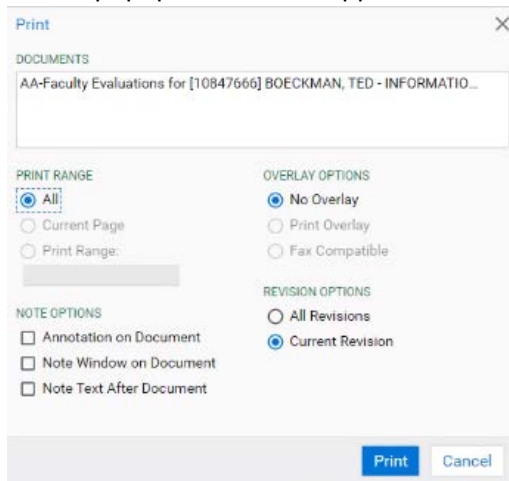 Print
DOCUMENTS
AA-Faculty Evaluations for [10847666] BOECKMAN, TED - INFORMATIO...
PRINT RANGE
All
Current Page
Print Range:
NOTE OPTIONS
Annotation on Document
Note Window on Document
Note Text After Document
OVERLAY OPTIONS
No Overlay
Print Overlay
Fax Compatible
REVISION OPTIONS
All Revisions
Current Revision
Print Cancel